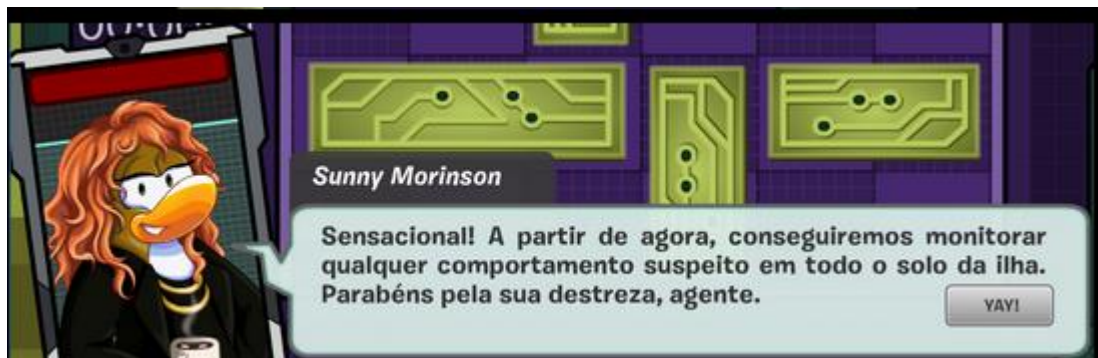 Sunny Morinson
Sensacional! A partir de agora, conseguiremos monitorar
qualquer comportamento suspeito em todo o solo da ilha.
Parabéns pela sua destreza, agente.
YAY!